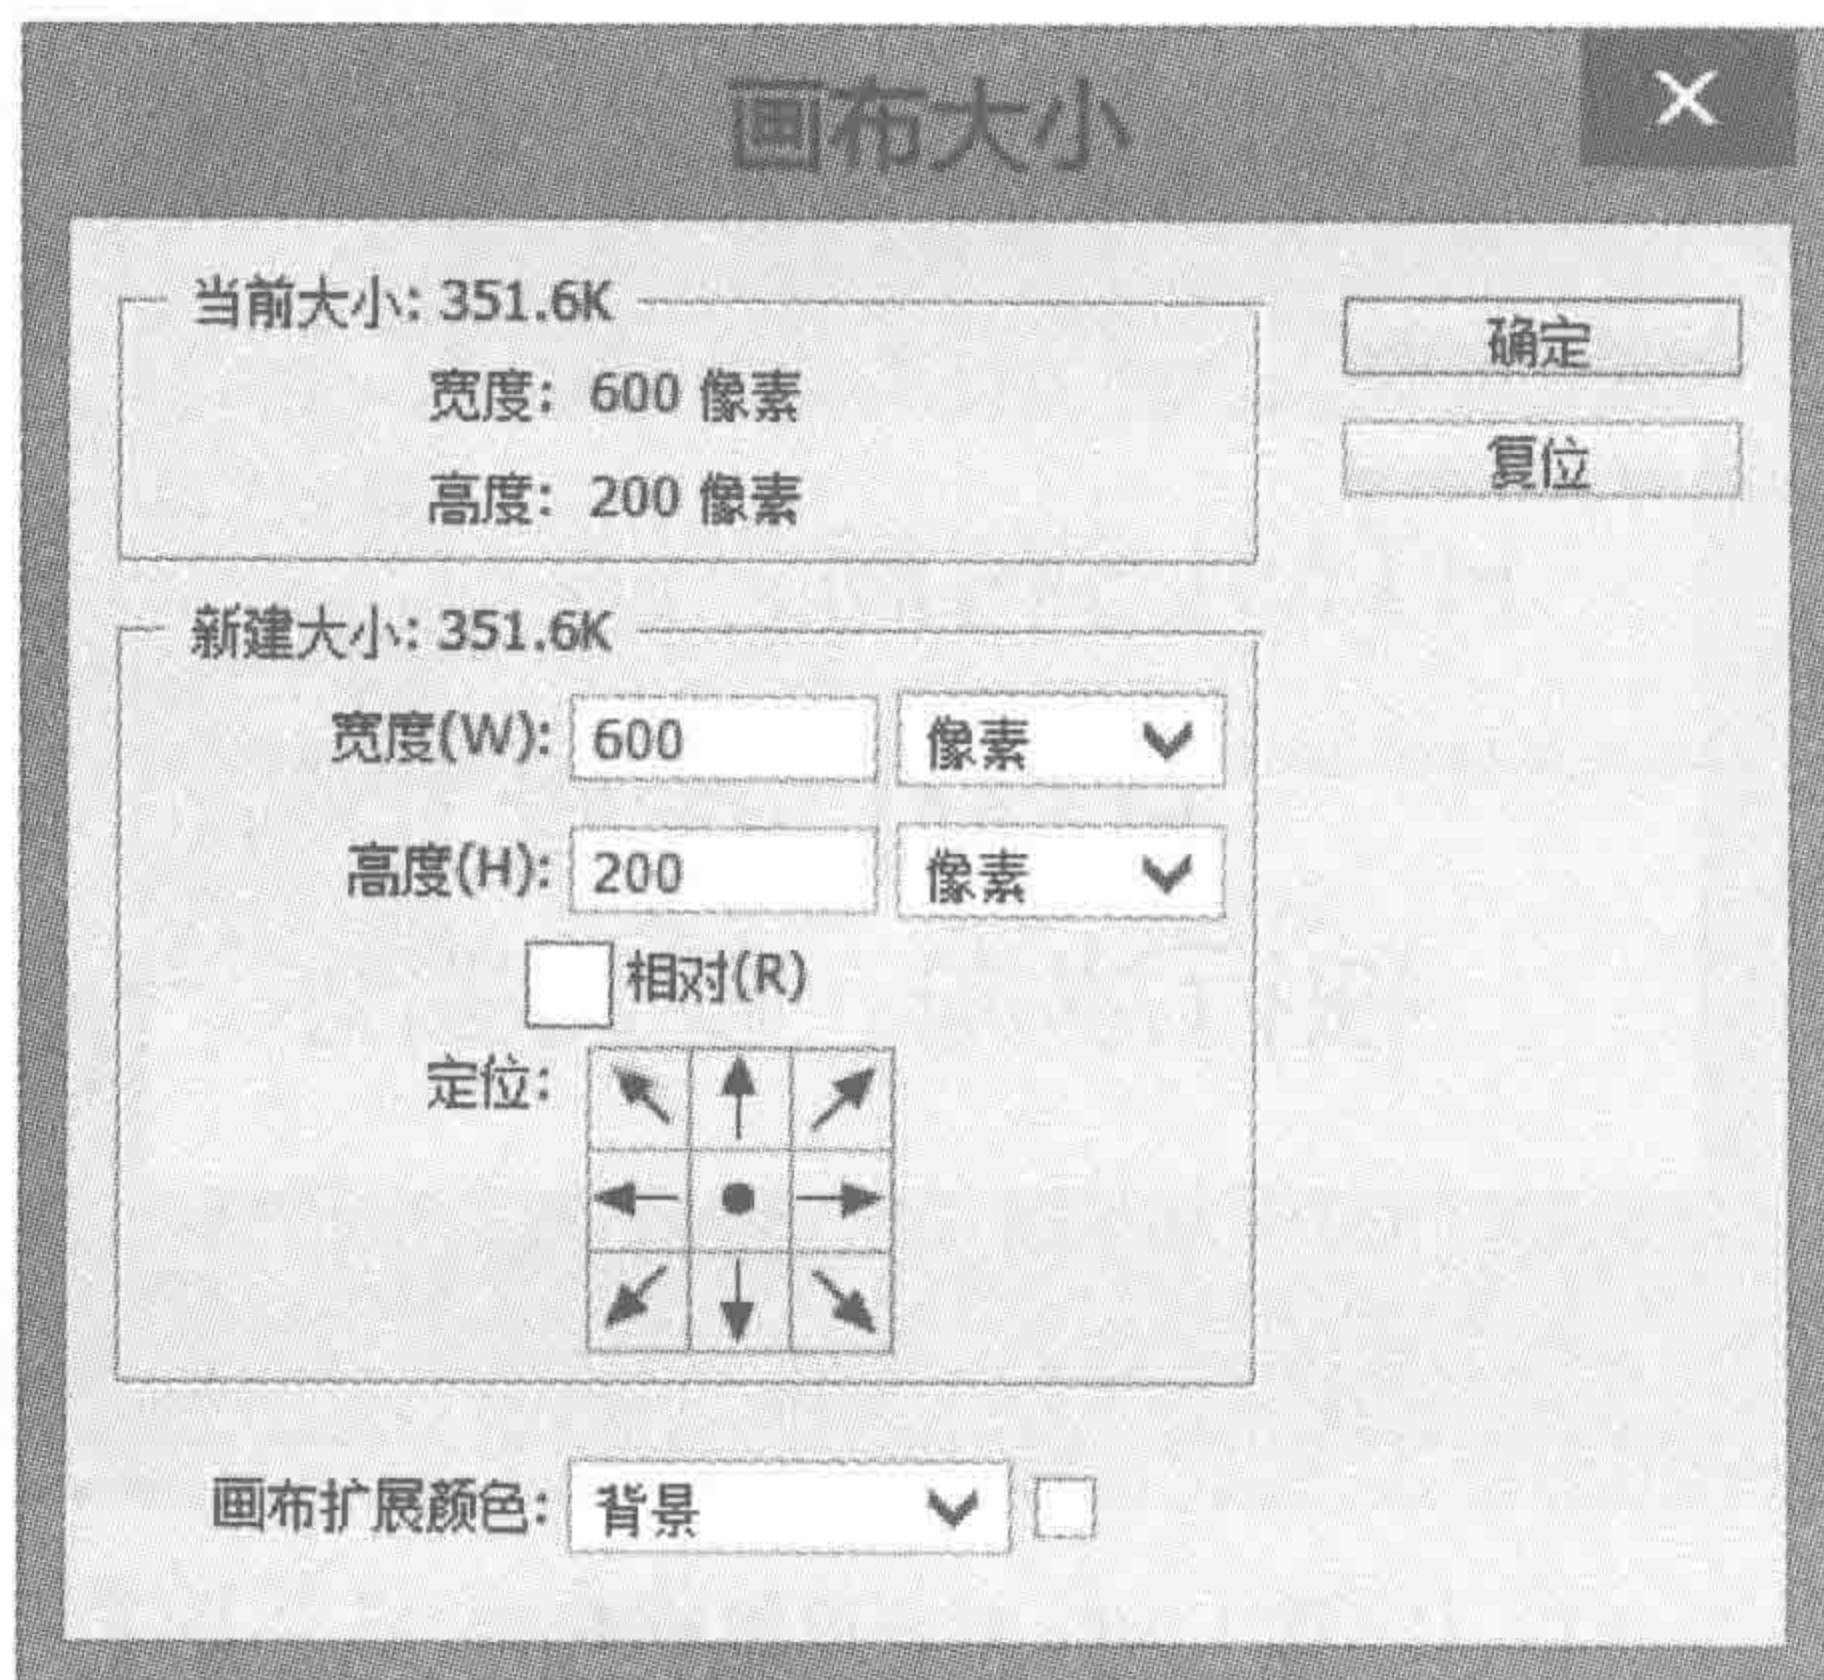 画布大小
当前大小: 351.6K
宽度: 600 像素
高度: 200 像素
确定
复位
新建大小: 351.6K
宽度(W): 600 像素
高度(H): 200 像素
相对(R)
定位:
画布扩展颜色: 背景